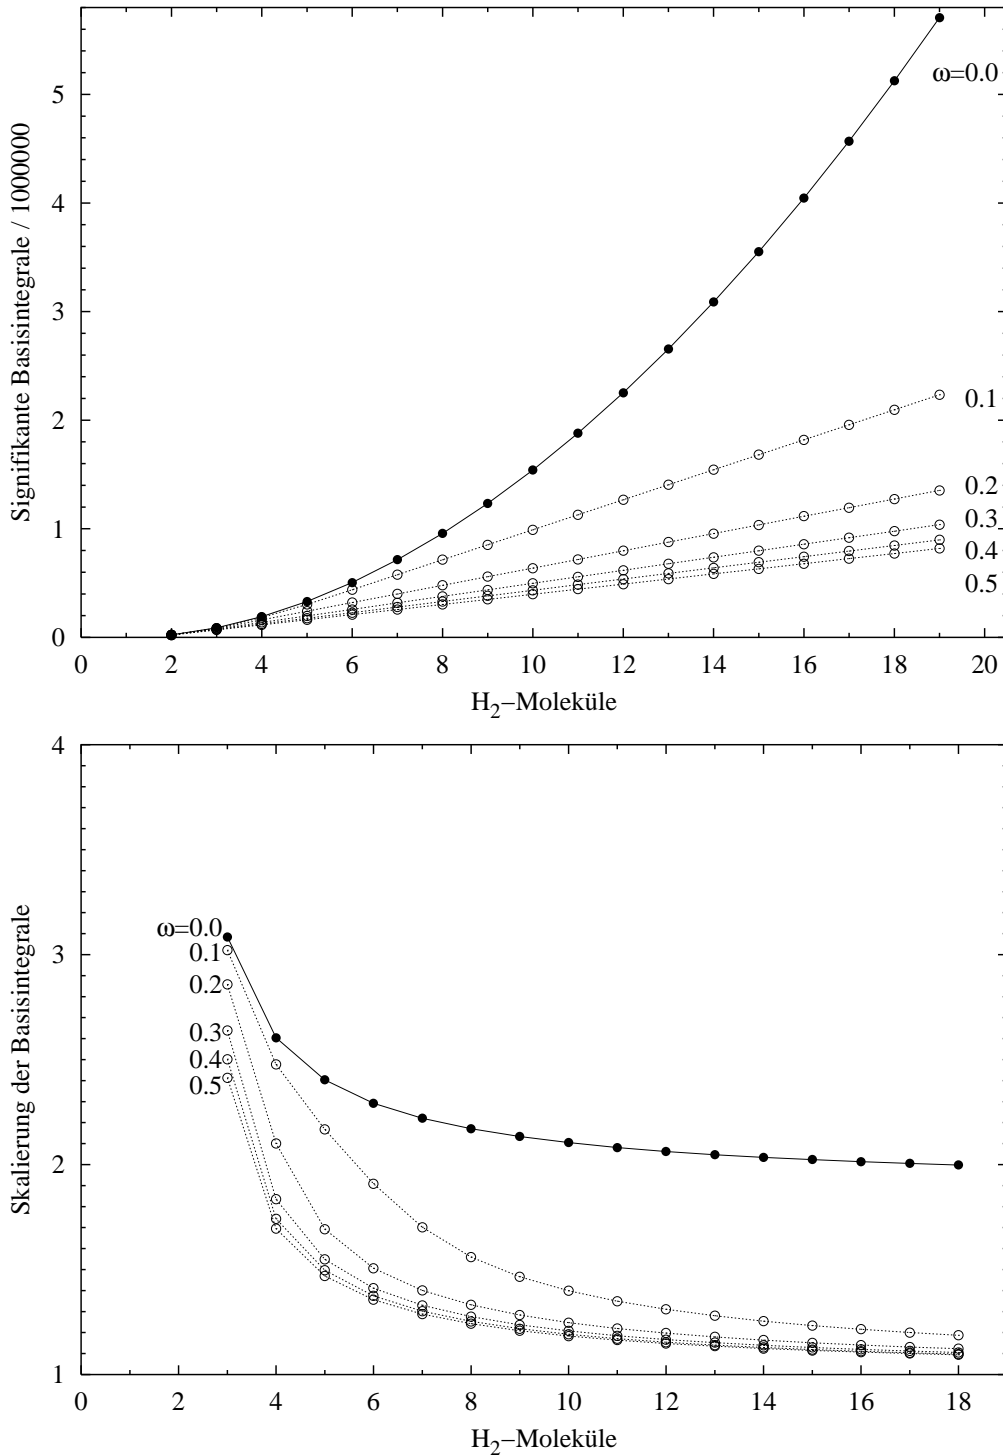 Signifikante Basisintegrale / 1000000
5
4
3
2
1
0
ω=0.0
0.1
0.2
0.3
0.4
0.5
0 2 4 6 8 10 12 14 16 18 20
H2−Moleküle
Skalierung der Basisintegrale
4
3
2
1
ω=0.0
0.1
0.2
0.3
0.4
0.5
0 2 4 6 8 10 12 14 16 18
H2−Moleküle